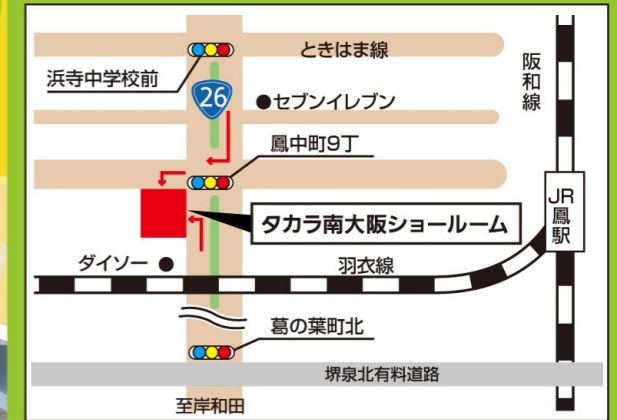 ときはま線
浜寺中学校前
阪和線
26
●セブンイレブン
鳳中町9丁
JR鳳駅
タカラ南大阪ショールーム
ダイソー ●
羽衣線
葛の葉町北
堺泉北有料道路
至岸和田